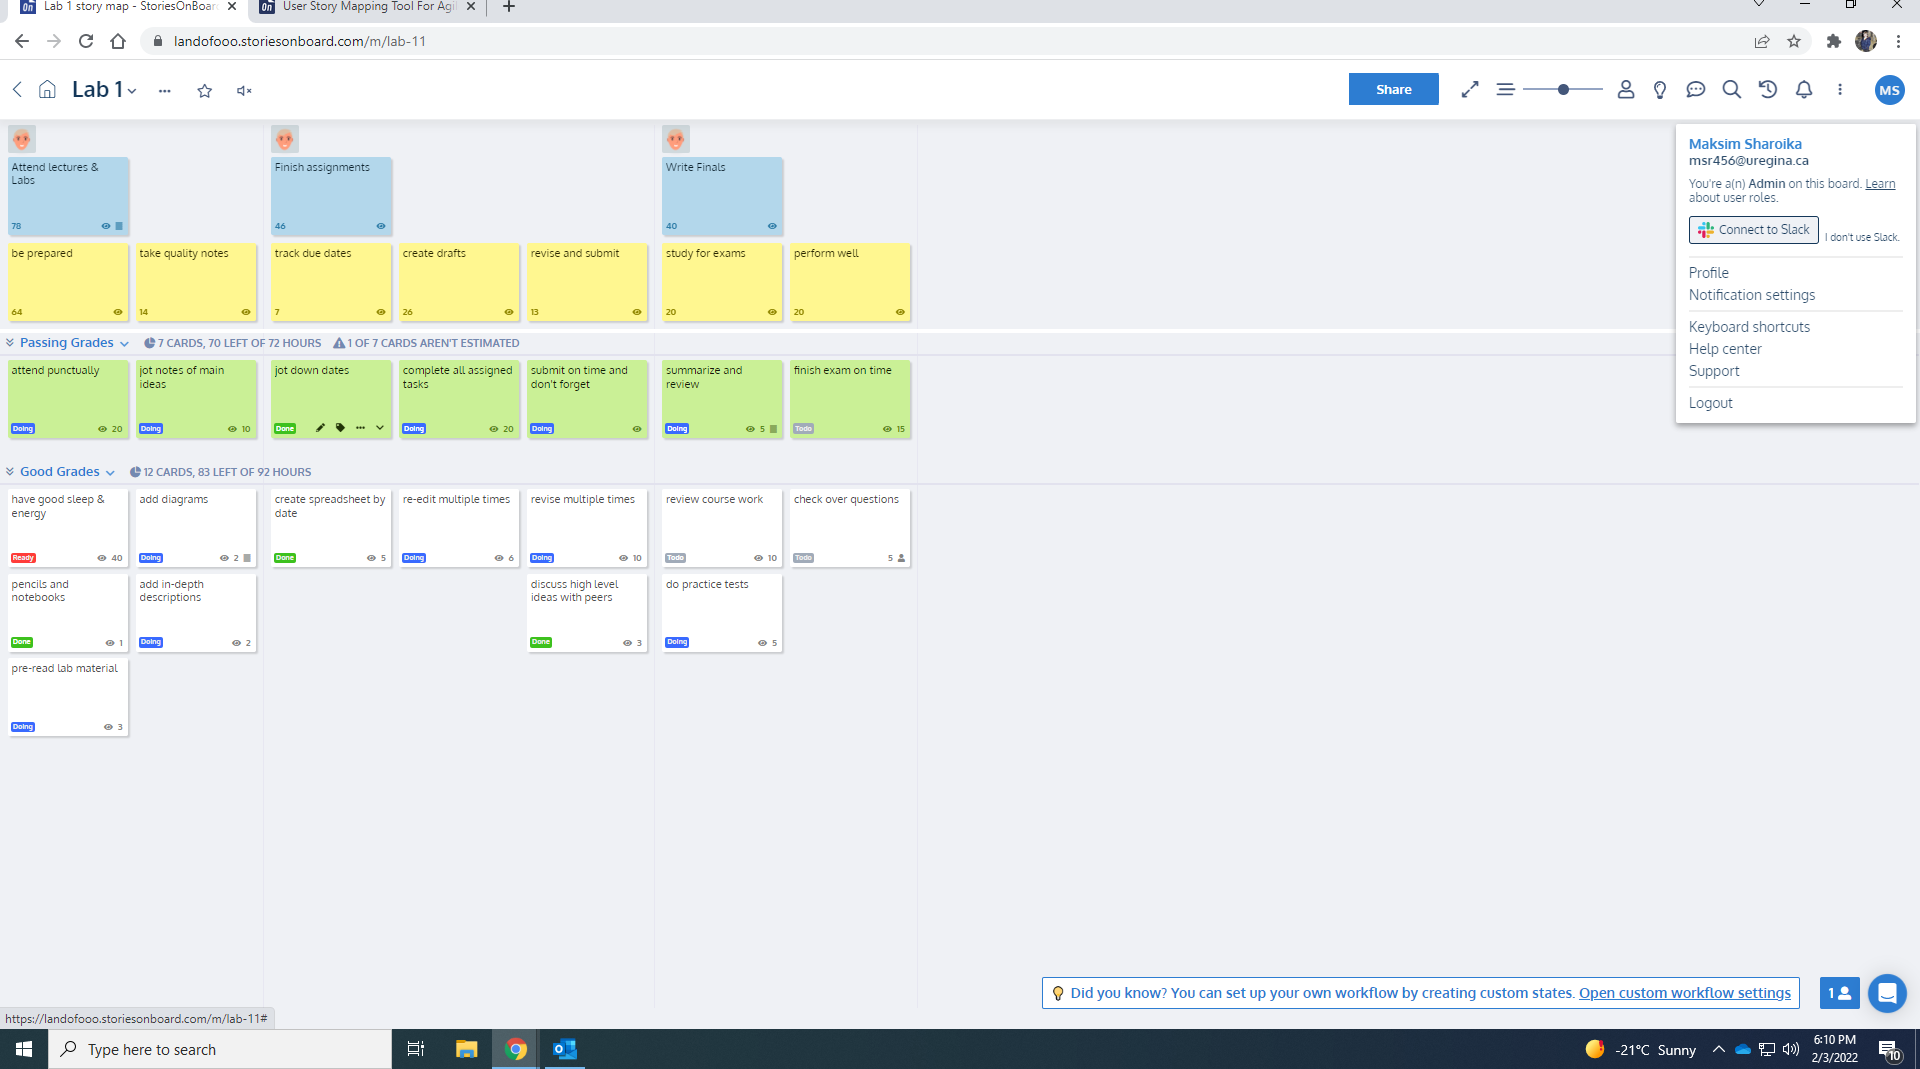 Lab 1 story map - StoriesOnBoar
User Story Mapping Tool For Agi
landofooo.storiesonboard.com/m/lab-11
Lab 1
Share
MS
Maksim Sharoika
msr456@uregina.ca
You're a(n) Admin on this board. Learn
about user roles.
Connect to Slack
I don't use Slack.
Profile
Notification settings
Keyboard shortcuts
Help center
Support
Logout
Attend lectures &
Labs
78
Finish assignments
46
Write Finals
40
be prepared
64
take quality notes
14
track due dates
7
create drafts
26
revise and submit
13
study for exams
20
perform well
20
Passing Grades
7 CARDS, 70 LEFT OF 72 HOURS
1 OF 7 CARDS AREN'T ESTIMATED
attend punctually
Doing 20
jot notes of main
ideas
Doing 10
jot down dates
Done
complete all assigned
tasks
Doing 20
submit on time and
don't forget
Doing
summarize and
review
Doing 5
finish exam on time
Todo 15
Good Grades
12 CARDS, 83 LEFT OF 92 HOURS
have good sleep &
energy
Ready 40
add diagrams
Doing 2
create spreadsheet by
date
Done 5
re-edit multiple times
Doing 6
revise multiple times
Doing 10
review course work
Todo 10
check over questions
Todo 5
pencils and
notebooks
Done 1
add in-depth
descriptions
Doing 2
discuss high level
ideas with peers
Done 3
do practice tests
Doing 5
pre-read lab material
Doing 3
Did you know? You can set up your own workflow by creating custom states. Open custom workflow settings
1
https://landofooo.storiesonboard.com/m/lab-11#
Type here to search
-21°C Sunny
6:10 PM
2/3/2022
10